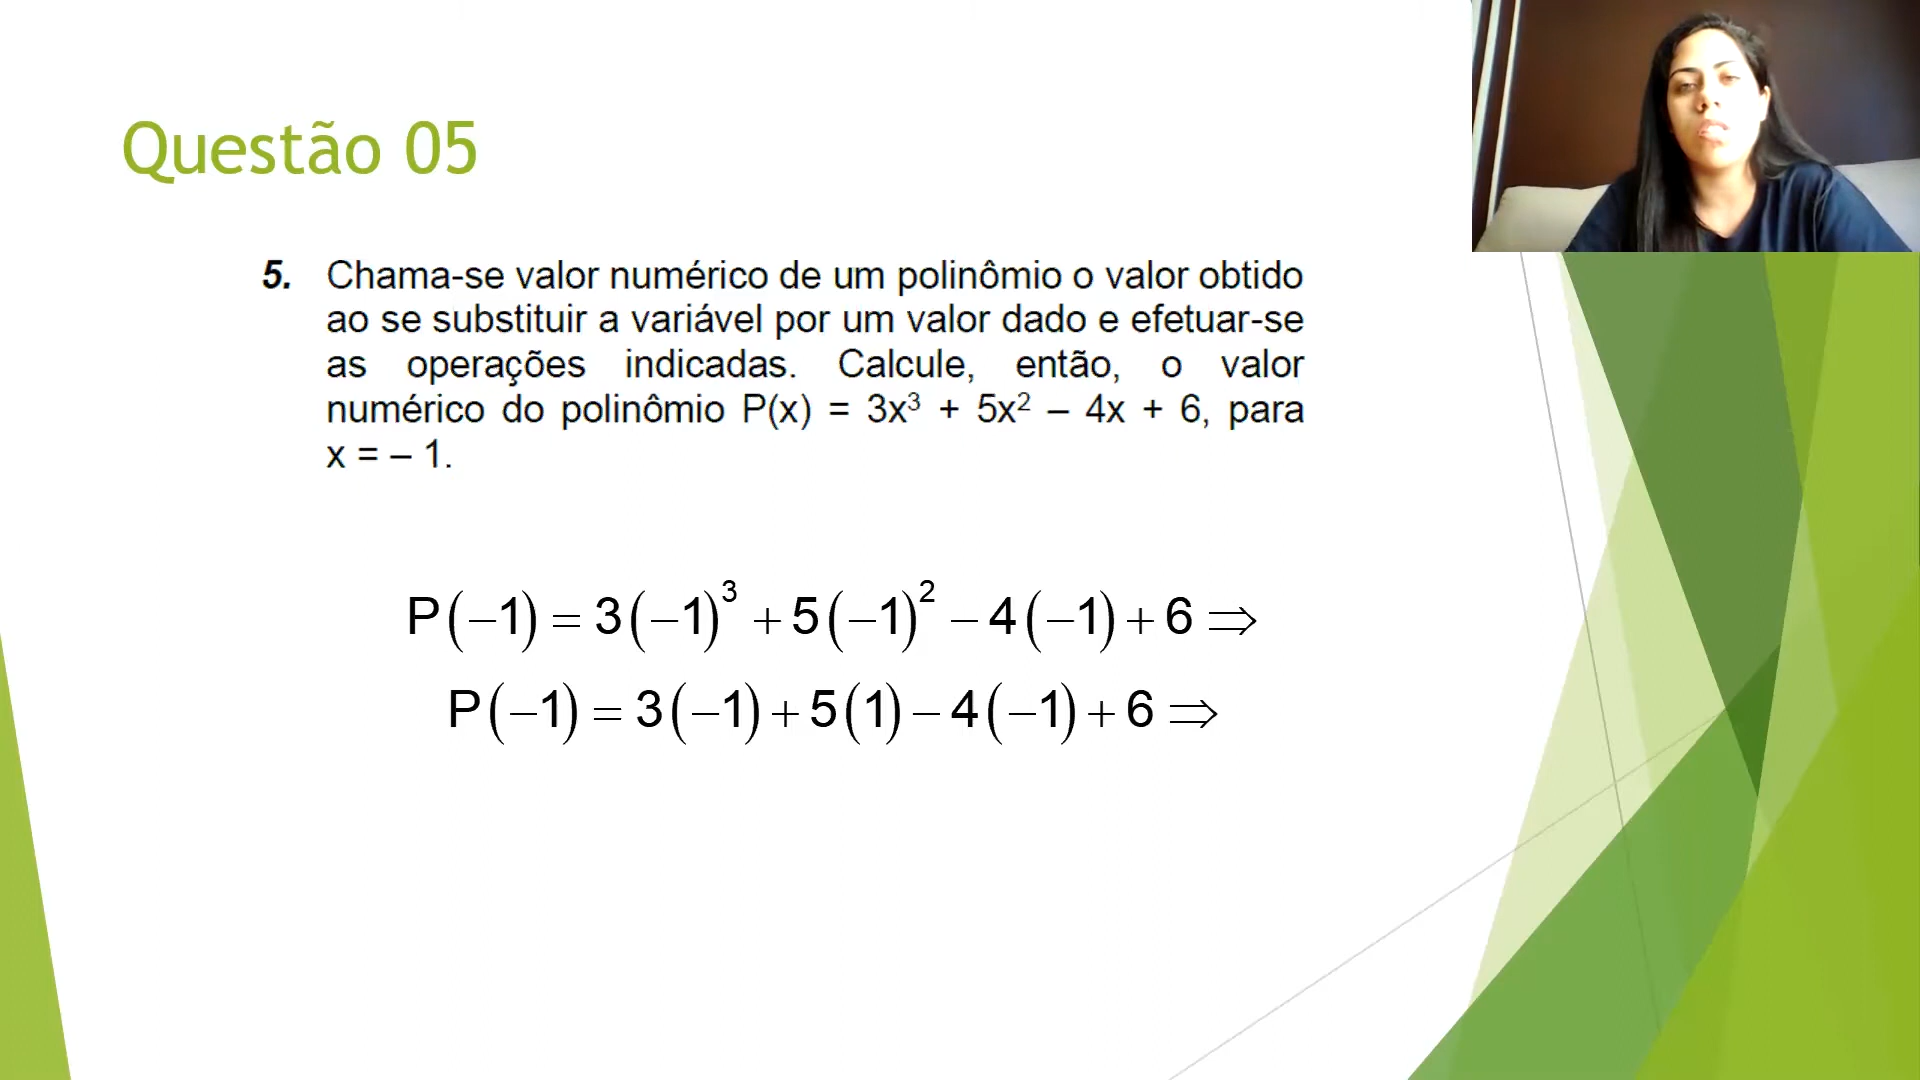 Questão 05
5. Chama-se valor numérico de um polinômio o valor obtido
ao se substituir a variável por um valor dado e efetuar-se
as operações indicadas. Calcule, então, o valor
numérico do polinômio P(x) = 3x³ + 5x² – 4x + 6, para
x = – 1.
P(−1) = 3(−1)³ + 5(−1)² − 4(−1) + 6 ⇒
P(−1) = 3(−1) + 5(1) − 4(−1) + 6 ⇒